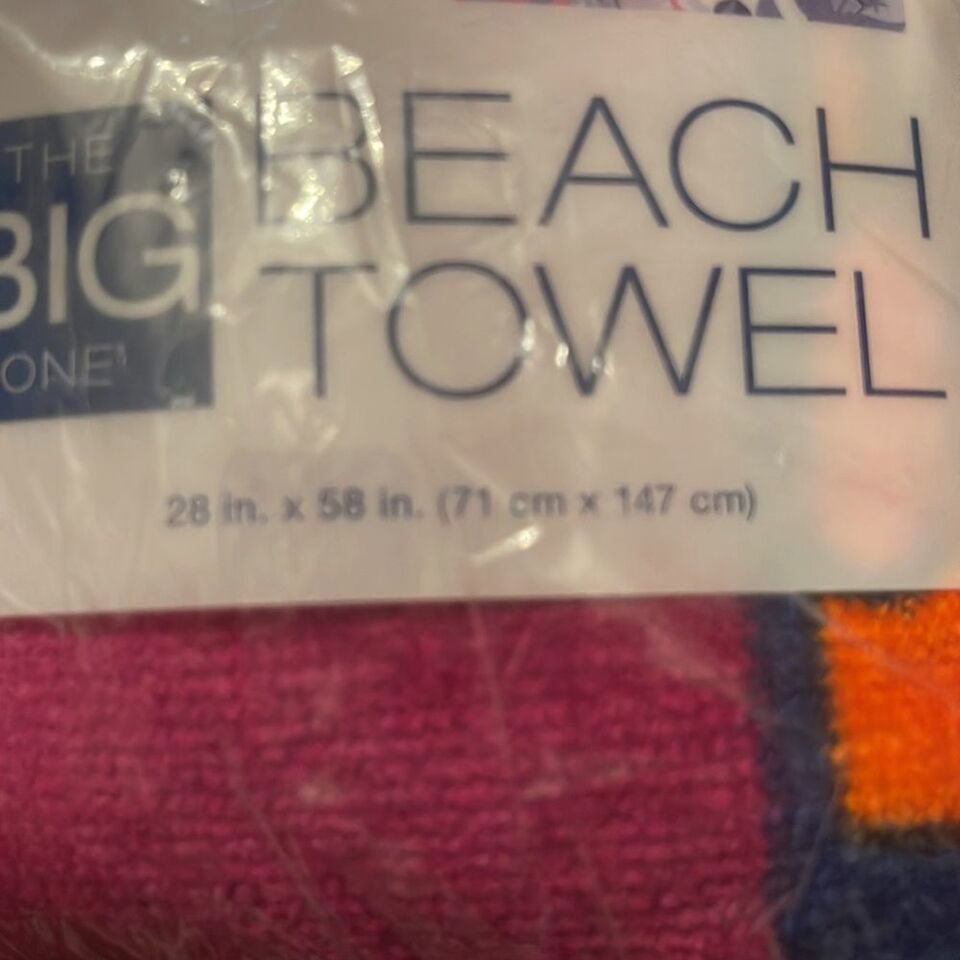 THE
BIG
ONE
BEACH
TOWEL
28 in. x 58 in. (71 cm x 147 cm)